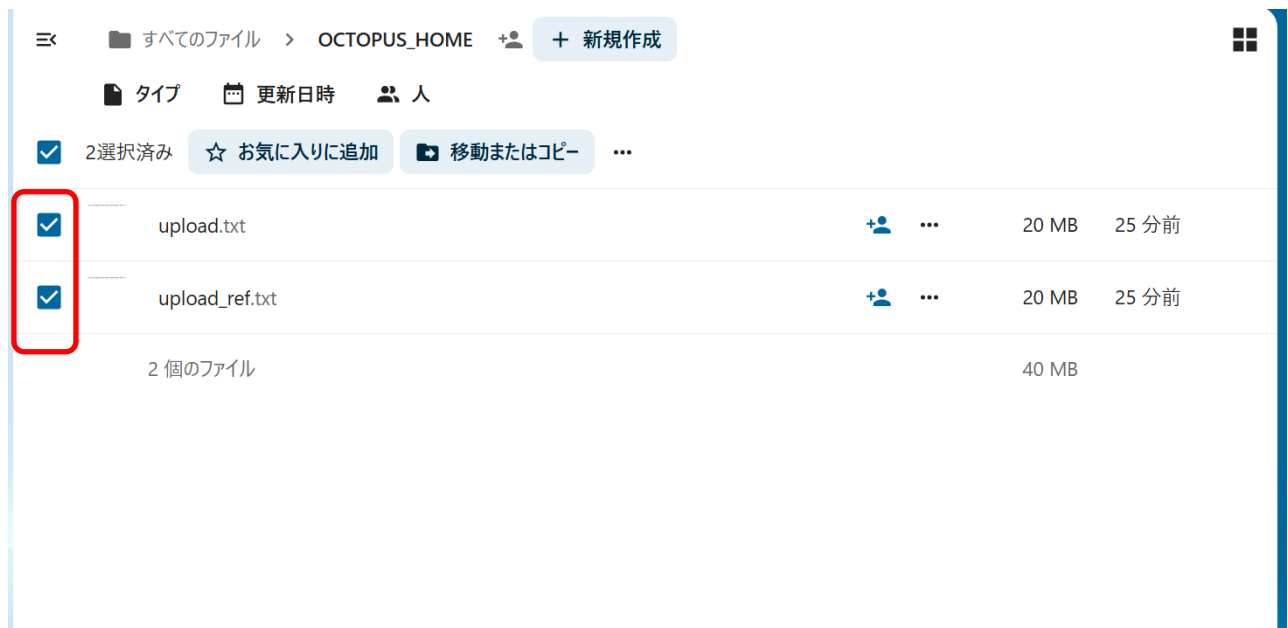 すべてのファイル > OCTOPUS_HOME + 新規作成
タイプ 更新日時 人
2選択済み お気に入りに追加 移動またはコピー
upload.txt 20 MB 25 分前
upload_ref.txt 20 MB 25 分前
2 個のファイル 40 MB